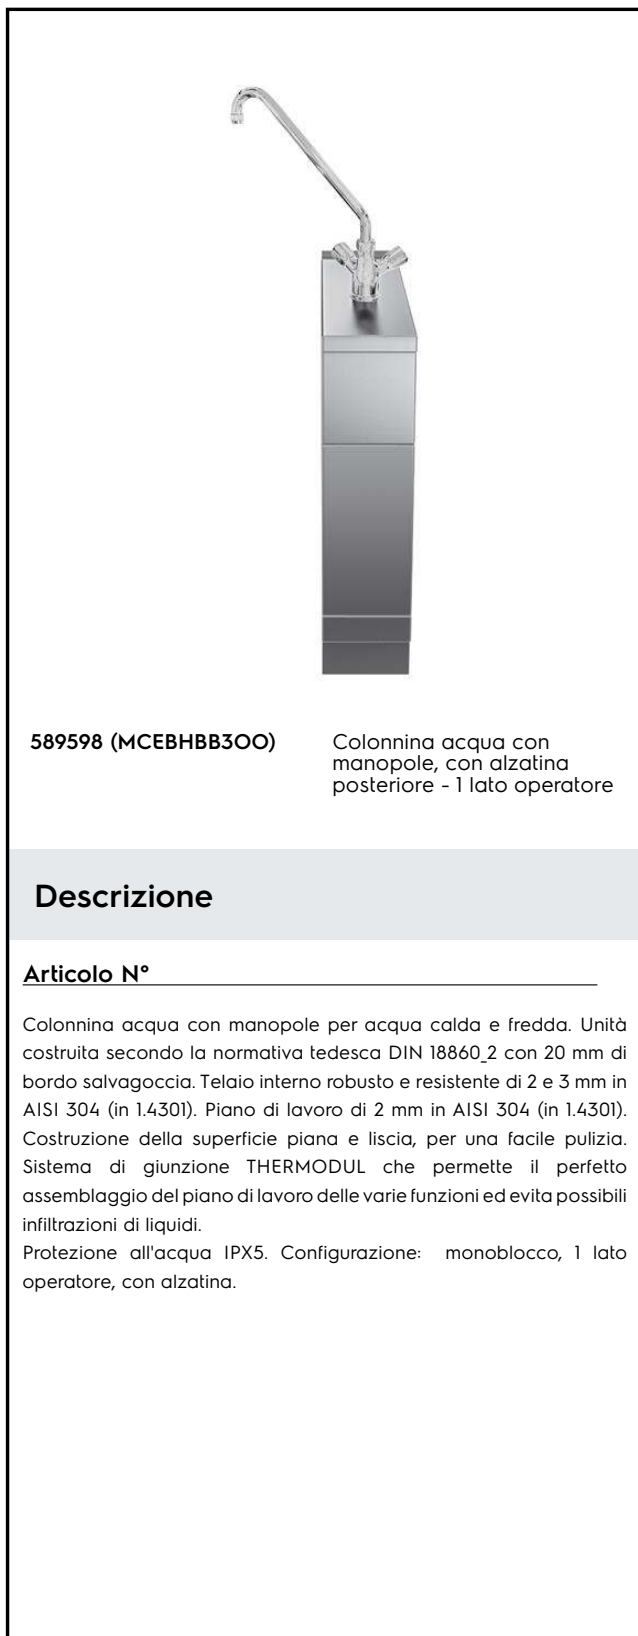 589598 (MCEBHBB3OO)
Colonnina acqua con
manopole, con alzatina
posteriore - 1 lato operatore
Descrizione
Articolo N°
Colonnina acqua con manopole per acqua calda e fredda. Unità
costruita secondo la normativa tedesca DIN 18860_2 con 20 mm di
bordo salvagoccia. Telaio interno robusto e resistente di 2 e 3 mm in
AISI 304 (in 1.4301). Piano di lavoro di 2 mm in AISI 304 (in 1.4301).
Costruzione della superficie piana e liscia, per una facile pulizia.
Sistema di giunzione THERMODUL che permette il perfetto
assemblaggio del piano di lavoro delle varie funzioni ed evita possibili
infiltrazioni di liquidi.
Protezione all'acqua IPX5. Configurazione: monoblocco, 1 lato
operatore, con alzatina.